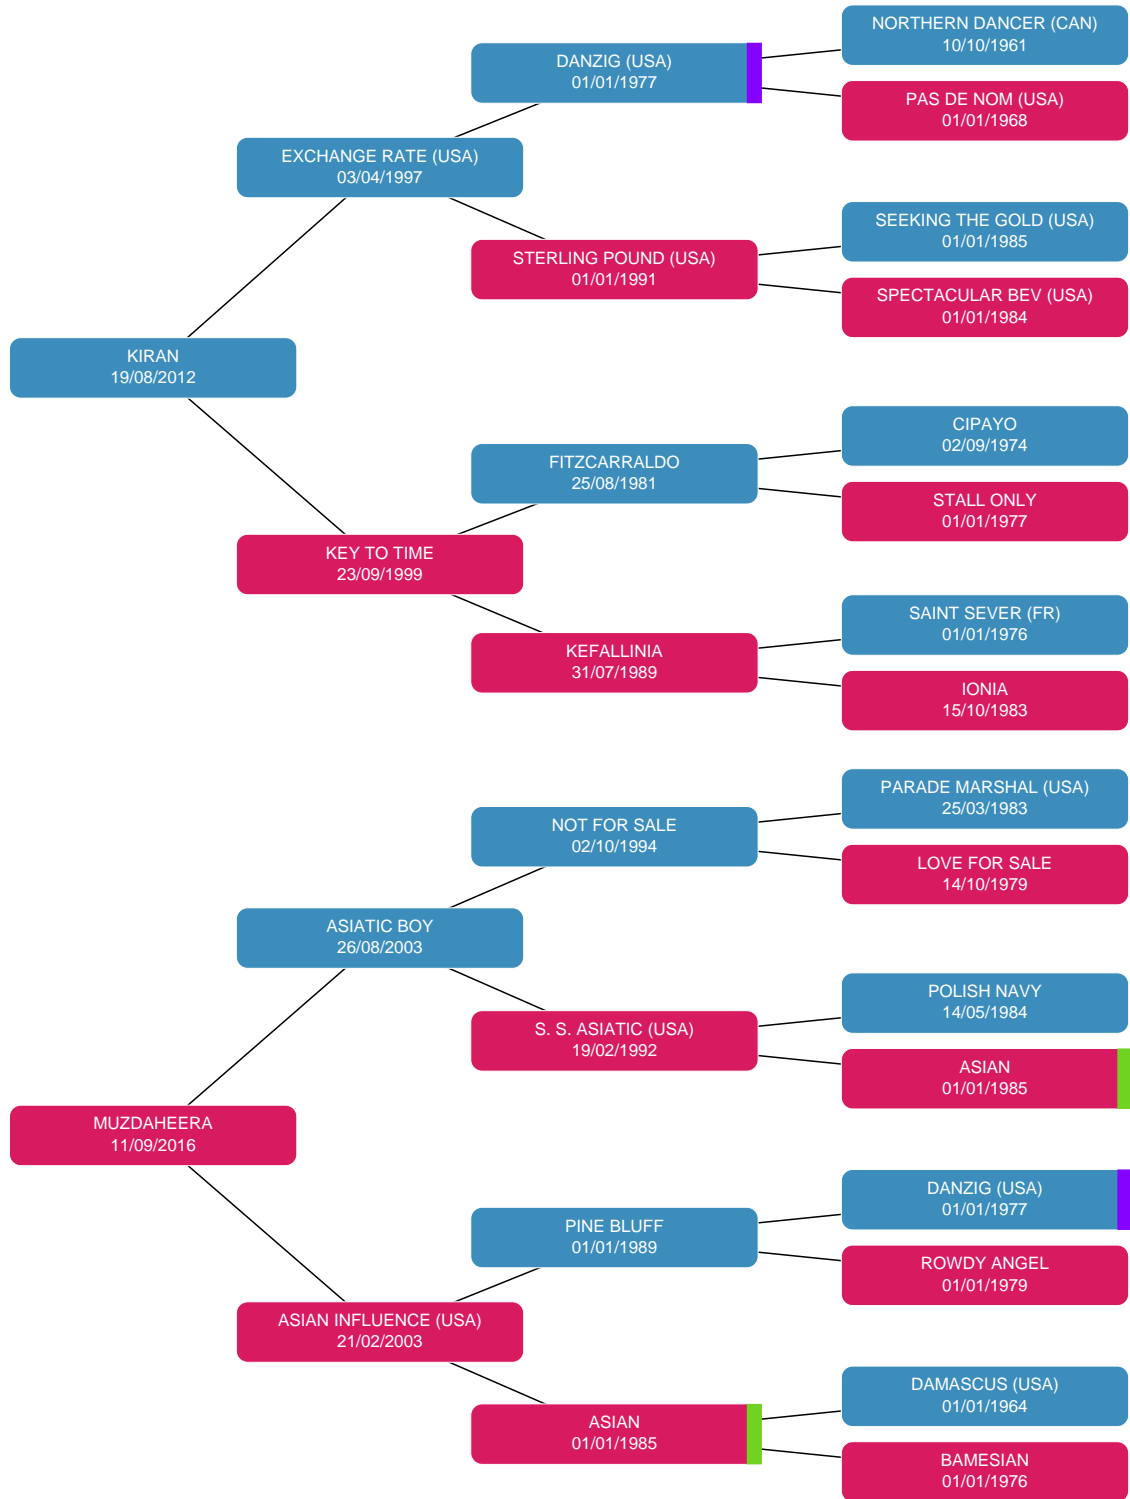 NORTHERN DANCER (CAN)
10/10/1961
DANZIG (USA)
01/01/1977
PAS DE NOM (USA)
01/01/1968
EXCHANGE RATE (USA)
03/04/1997
SEEKING THE GOLD (USA)
01/01/1985
STERLING POUND (USA)
01/01/1991
SPECTACULAR BEV (USA)
01/01/1984
KIRAN
19/08/2012
CIPAYO
02/09/1974
FITZCARRALDO
25/08/1981
STALL ONLY
01/01/1977
KEY TO TIME
23/09/1999
SAINT SEVER (FR)
01/01/1976
KEFALLINIA
31/07/1989
IONIA
15/10/1983
PARADE MARSHAL (USA)
25/03/1983
NOT FOR SALE
02/10/1994
LOVE FOR SALE
14/10/1979
ASIATIC BOY
26/08/2003
POLISH NAVY
14/05/1984
S. S. ASIATIC (USA)
19/02/1992
ASIAN
01/01/1985
MUZDAHEERA
11/09/2016
DANZIG (USA)
01/01/1977
PINE BLUFF
01/01/1989
ROWDY ANGEL
01/01/1979
ASIAN INFLUENCE (USA)
21/02/2003
DAMASCUS (USA)
01/01/1964
ASIAN
01/01/1985
BAMESIAN
01/01/1976